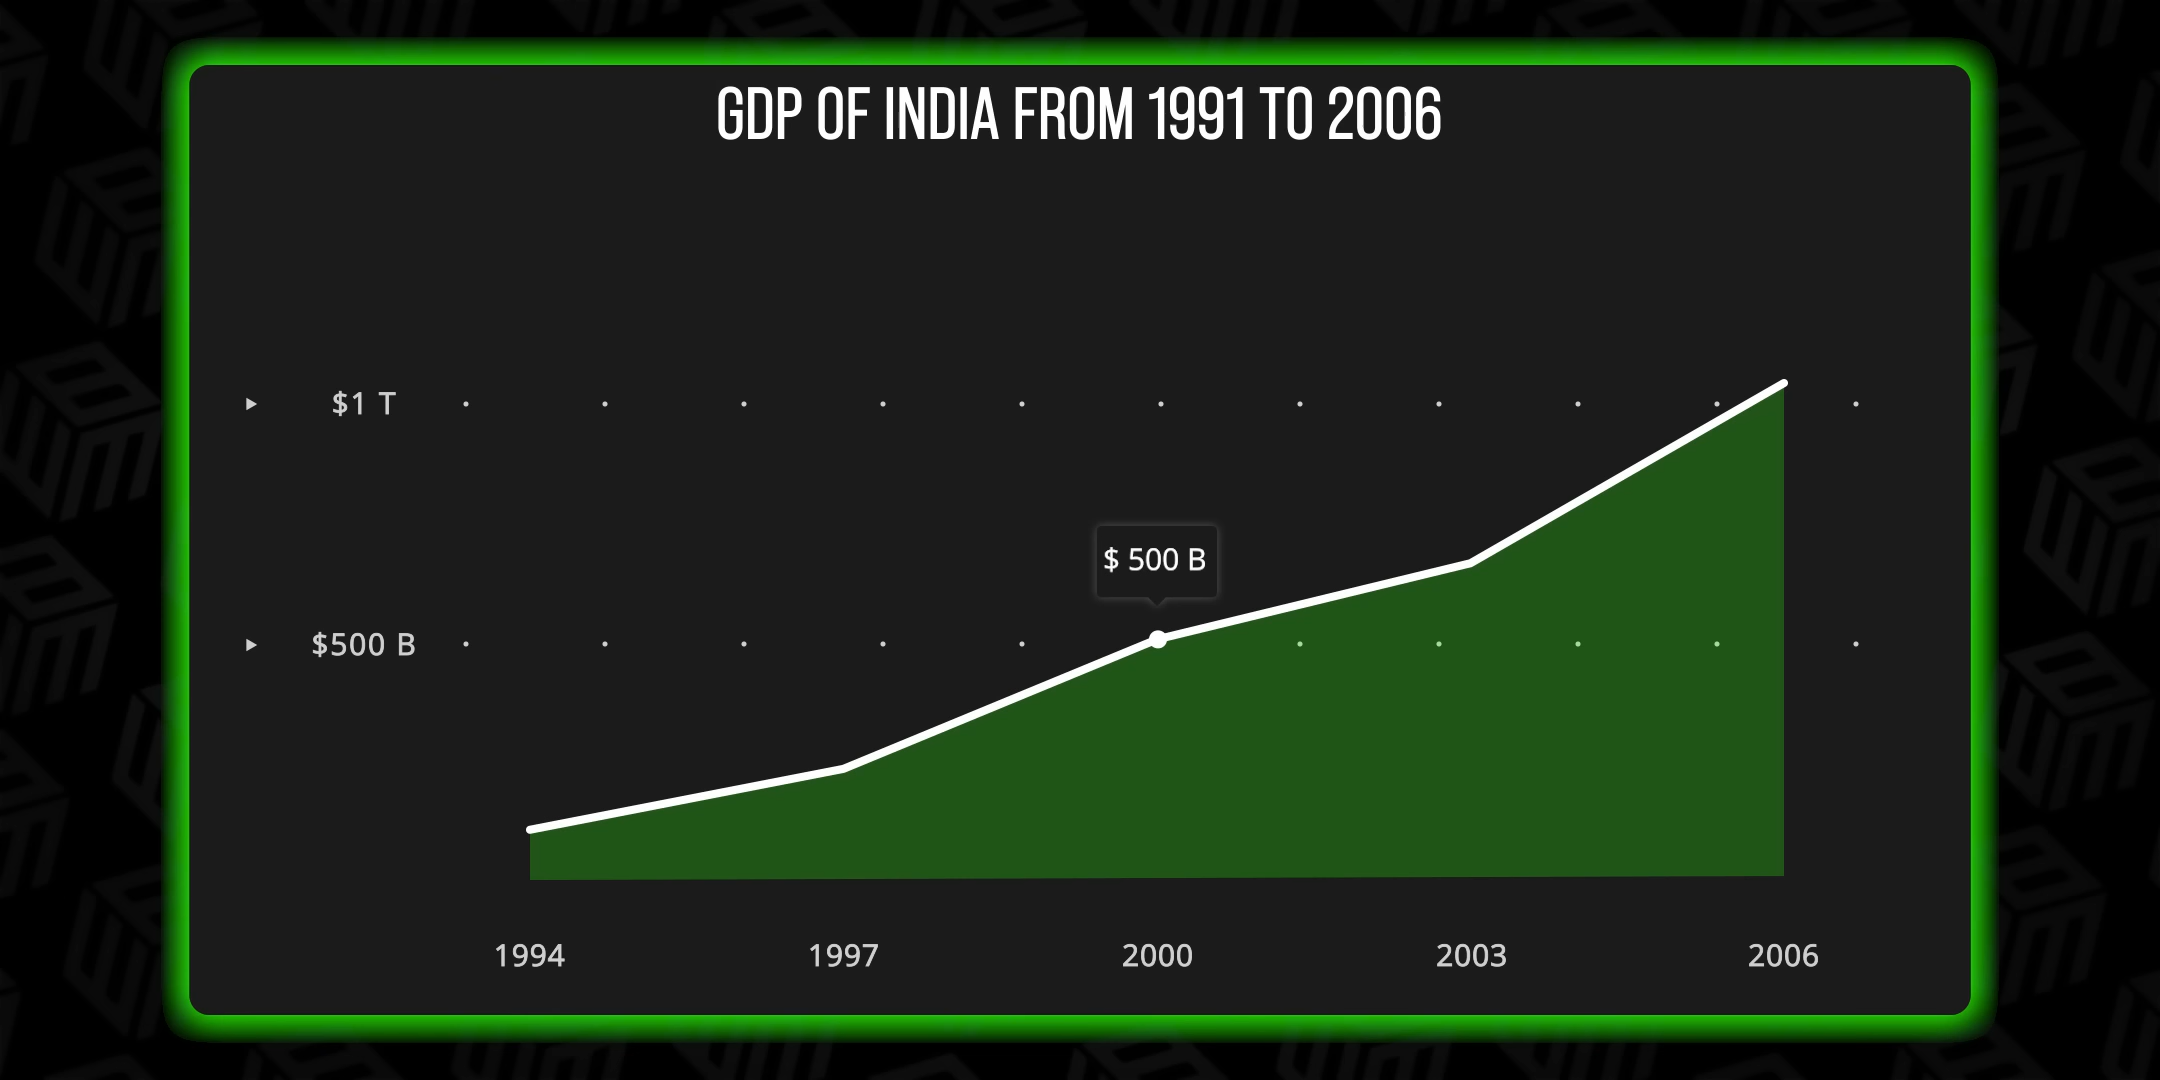 GDP OF INDIA FROM 1991 TO 2006
$1 T
$ 500 B
$500 B
1994 1997 2000 2003 2006